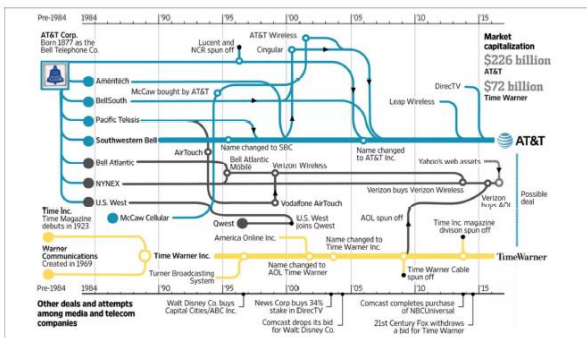 Pre-1984 1984 '90 '95 '00 '05 '10 '15
AT&T Corp.
Born 1877 as the
Bell Telephone Co.
Lucent and
NCR spun off
AT&T Wireless
Cingular
Market
capitalization
$226 billion
AT&T
$72 billion
Time Warner
Ameritech
McCaw bought by AT&T
DirecTV
BellSouth
Leap Wireless
Pacific Telesis
Southwestern Bell
Name changed
to SBC
Name changed
to AT&T Inc.
AT&T
AirTouch
Bell Atlantic
Bell Atlantic
Mobile
Verizon Wireless
Yahoo's web assets
NYNEX
Verizon buys Verizon Wireless
Possible
deal
U.S. West
Vodafone AirTouch
Verizon
buys AOL
Time Inc.
Time Magazine
debuts in 1923
McCaw Cellular
Qwest
U.S. West
joins Qwest
AOL spun off
Time Inc. magazine
divison spun off
Warner
Communications
Created in 1969
America Online Inc.
Name changed to
Time Warner Inc.
Time Warner Inc.
TimeWarner
Turner Broadcasting
System
Name changed to
AOL Time Warner
Time Warner Cable
spun off
Pre-1984 1984 '90 '95 '00 '05 '10 '15
Other deals and attempts
among media and telecom
companies
Walt Disney Co. buys
Capital Cities/ABC Inc.
News Corp buys 34%
stake in DirecTV
Comcast drops its bid
for Walt Disney Co.
Comcast completes purchase
of NBCUniversal
21st Century Fox withdraws
a bid for Time Warner